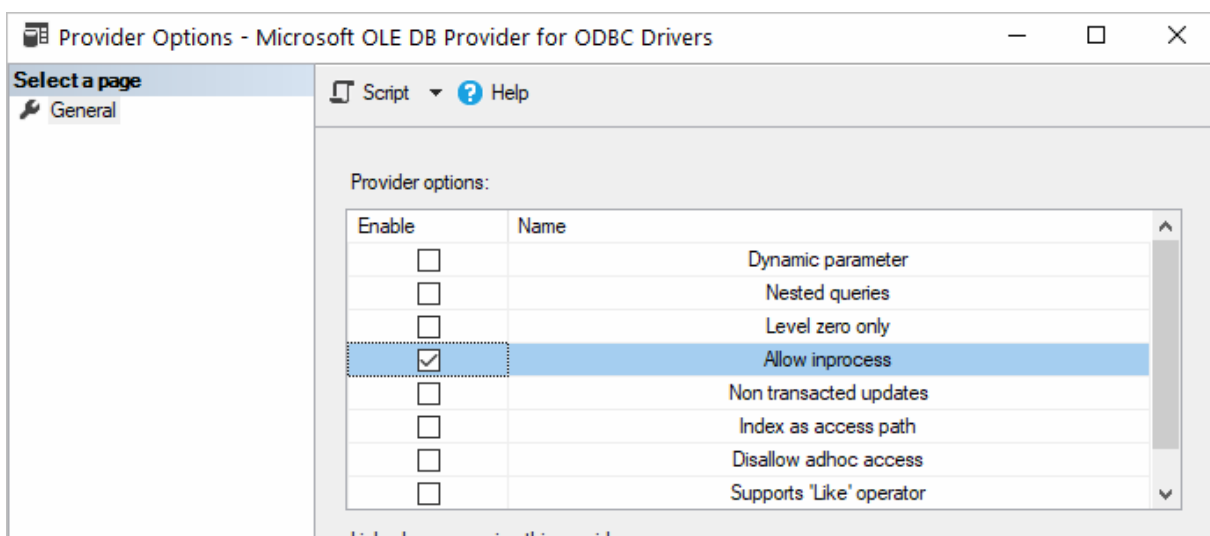 Provider Options - Microsoft OLE DB Provider for ODBC Drivers
Select a page
General
Script
Help
Provider options:
Enable Name
Dynamic parameter
Nested queries
Level zero only
Allow inprocess
Non transacted updates
Index as access path
Disallow adhoc access
Supports 'Like' operator